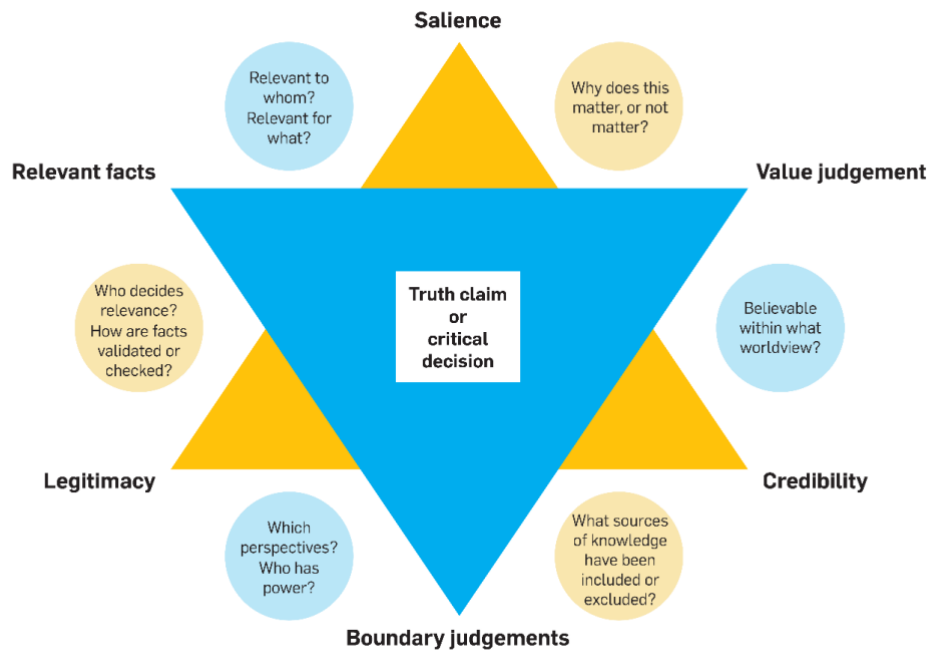 Salience
Relevant to
whom?
Relevant for
what?
Why does this
matter, or not
matter?
Relevant facts
Value judgement
Who decides
relevance?
How are facts
validated or
checked?
Truth claim
or
critical
decision
Believable
within what
worldview?
Legitimacy
Credibility
Which
perspectives?
Who has
power?
What sources
of knowledge
have been
included or
excluded?
Boundary judgements